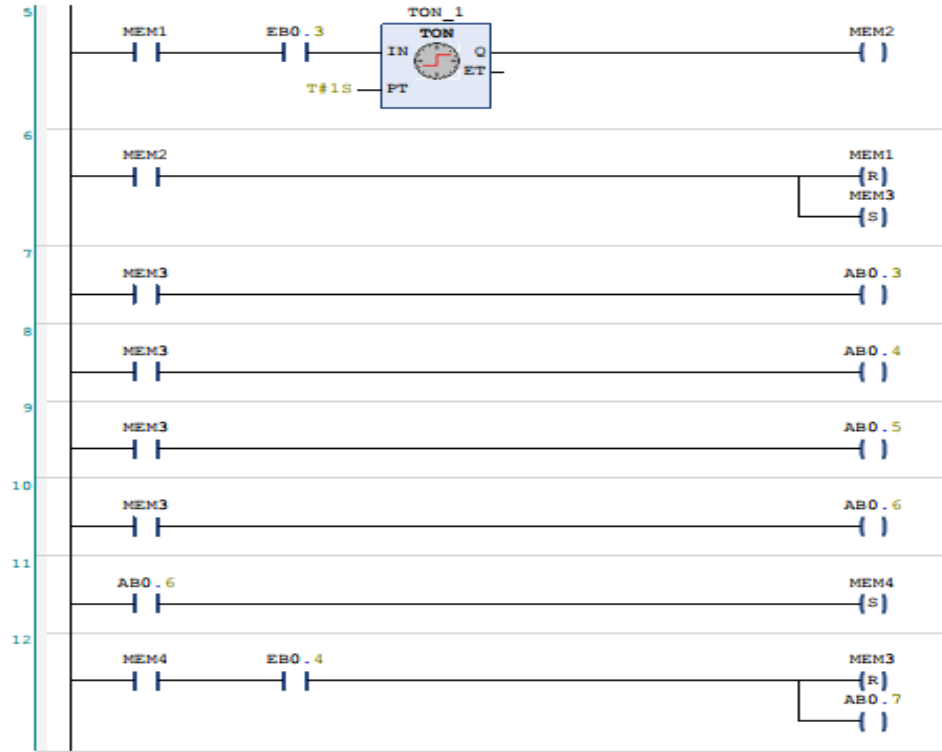 5
TON_1
MEM1 EB0.3 TON MEM2
IN Q
ET
T#1S PT
6
MEM2 MEM1
R
MEM3
S
7
MEM3 AB0.3
8
MEM3 AB0.4
9
MEM3 AB0.5
10
MEM3 AB0.6
11
AB0.6 MEM4
S
12
MEM4 EB0.4 MEM3
R
AB0.7